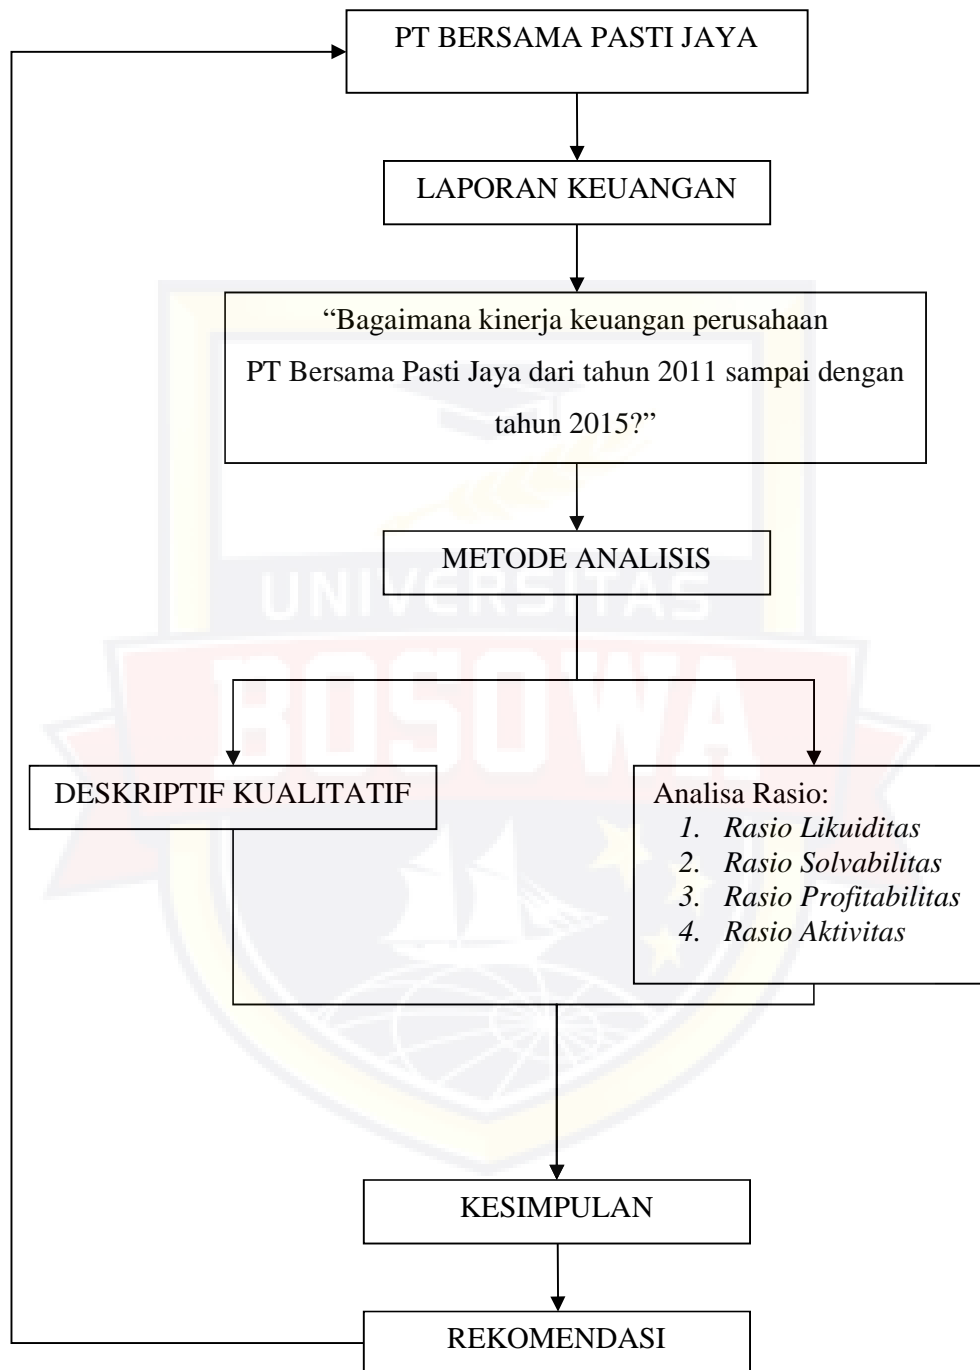 PT BERSAMA PASTI JAYA
LAPORAN KEUANGAN
“Bagaimana kinerja keuangan perusahaan
PT Bersama Pasti Jaya dari tahun 2011 sampai dengan
tahun 2015?”
METODE ANALISIS
UNIVERSITAS
BOSOWA
DESKRIPTIF KUALITATIF
Analisa Rasio:
1. Rasio Likuiditas
2. Rasio Solvabilitas
3. Rasio Profitabilitas
4. Rasio Aktivitas
KESIMPULAN
REKOMENDASI